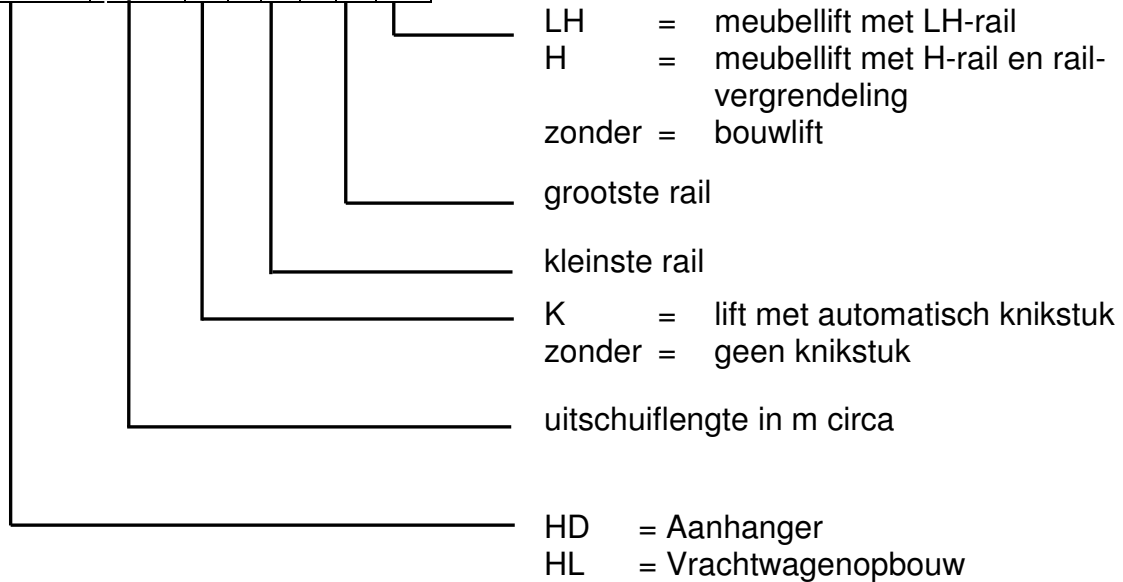 LH = meubellift met LH-rail
H = meubellift met H-rail en rail-
vergrendeling
zonder = bouwlift
grootste rail
kleinste rail
K = lift met automatisch knikstuk
zonder = geen knikstuk
uitschuiflengte in m circa
HD = Aanhanger
HL = Vrachtwagenopbouw